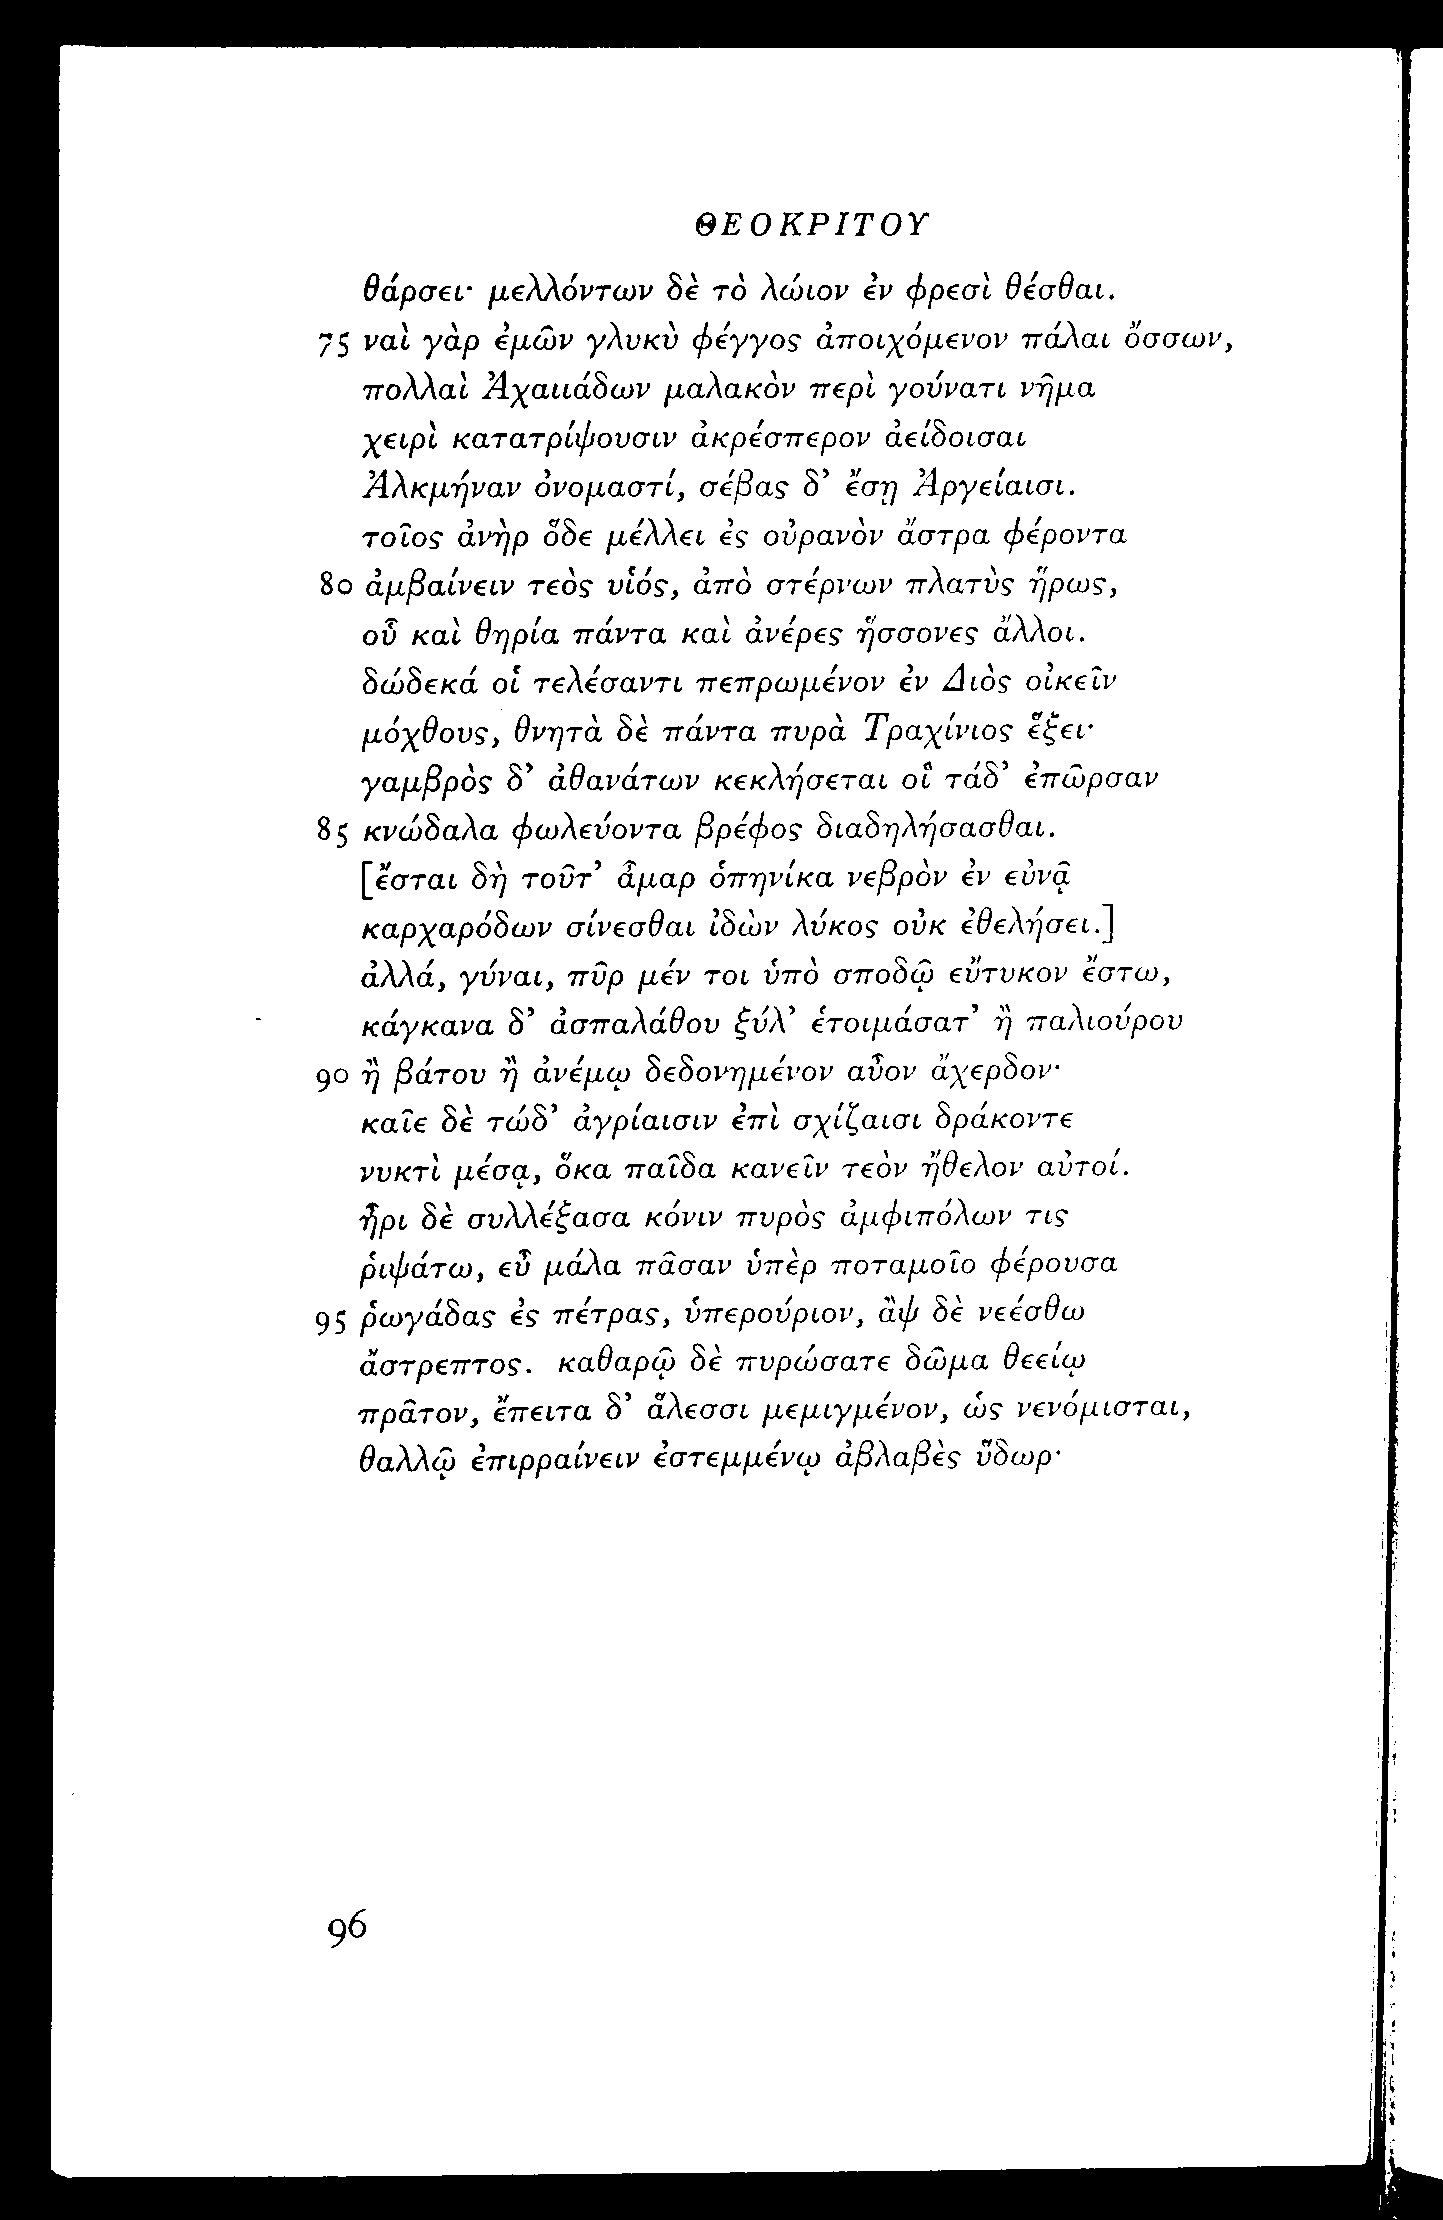 ΘΕΟΚΡΙΤΟΥ
θάρσει· μελλόντων δὲ τὸ λώιον ἐν φρεσὶ θέσθαι.
75 ναὶ γὰρ ἐμῶν γλυκὺ φέγγος ἀποιχόμενον πάλαι ὄσσων,
πολλαὶ Ἀχαιιάδων μαλακὸν περὶ γούνατι νῆμα
χειρὶ κατατρίψουσιν ἀκρέσπερον ἀείδοισαι
Ἀλκμήναν ὀνομαστί, σέβας δ’ ἔσῃ Ἀργείαισι.
τοῖος ἀνὴρ ὅδε μέλλει ἐς οὐρανὸν ἄστρα φέροντα
80 ἀμβαίνειν τεὸς υἱός, ἀπὸ στέρνων πλατὺς ἥρως,
οὗ καὶ θηρία πάντα καὶ ἀνέρες ἥσσονες ἄλλοι.
δώδεκά οἱ τελέσαντι πεπρωμένον ἐν Διὸς οἰκεῖν
μόχθους, θνητὰ δὲ πάντα πυρὰ Τραχίνιος ἕξει·
γαμβρὸς δ’ ἀθανάτων κεκλήσεται οἳ τάδ’ ἐπῶρσαν
85 κνώδαλα φωλεύοντα βρέφος διαδηλήσασθαι.
[ἔσται δὴ τοῦτ’ ἆμαρ ὁπηνίκα νεβρὸν ἐν εὐνᾷ
καρχαρόδων σίνεσθαι ἰδὼν λύκος οὐκ ἐθελήσει.]
ἀλλά, γύναι, πῦρ μέν τοι ὑπὸ σποδῷ εὔτυκον ἔστω,
κάγκανα δ’ ἀσπαλάθου ξύλ’ ἑτοιμάσατ’ ἢ παλιούρου
90 ἢ βάτου ἢ ἀνέμῳ δεδονημένον αὖον ἄχερδον·
καῖε δὲ τώδ’ ἀγρίαισιν ἐπὶ σχίζαισι δράκοντε
νυκτὶ μέσᾳ, ὅκα παῖδα κανεῖν τεὸν ἤθελον αὐτοί.
ἦρι δὲ συλλέξασα κόνιν πυρὸς ἀμφιπόλων τις
ῥιψάτω, εὖ μάλα πᾶσαν ὑπὲρ ποταμοῖο φέρουσα
95 ῥωγάδας ἐς πέτρας, ὑπερούριον, ἂψ δὲ νεέσθω
ἄστρεπτος. καθαρῷ δὲ πυρώσατε δῶμα θεείῳ
πρᾶτον, ἔπειτα δ’ ἅλεσσι μεμιγμένον, ὡς νενόμισται,
θαλλῷ ἐπιρραίνειν ἐστεμμένῳ ἀβλαβὲς ὕδωρ·
96